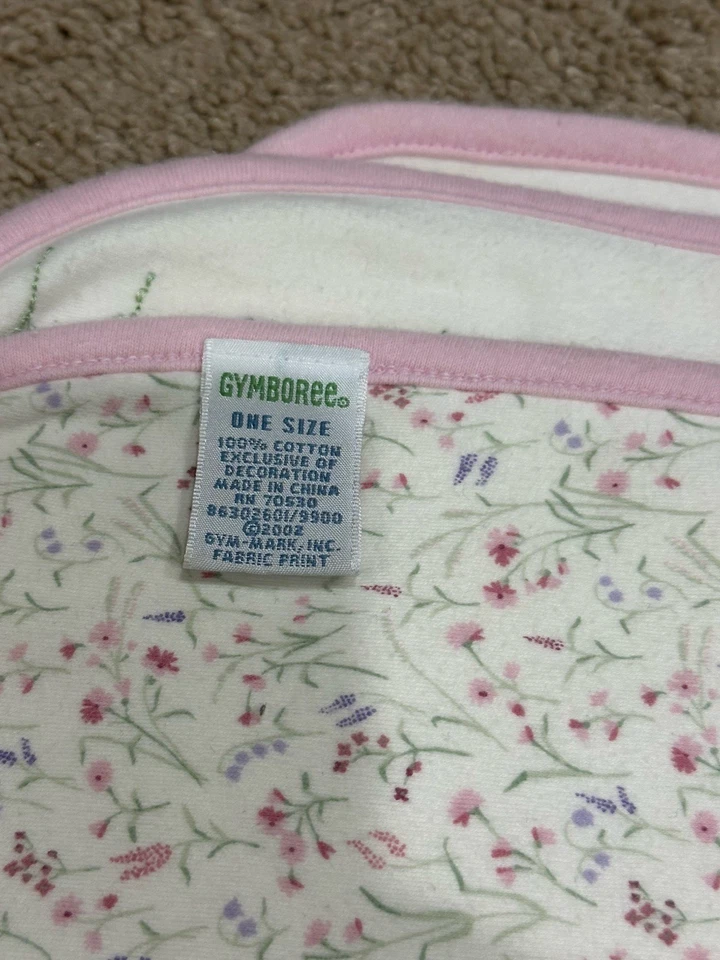 GYMBORee®
ONE SIZE
100% COTTON
EXCLUSIVE OF
DECORATION
MADE IN CHINA
RN 70530
86302601/9900
©2002
GYM-MARK, INC.
FABRIC PRINT